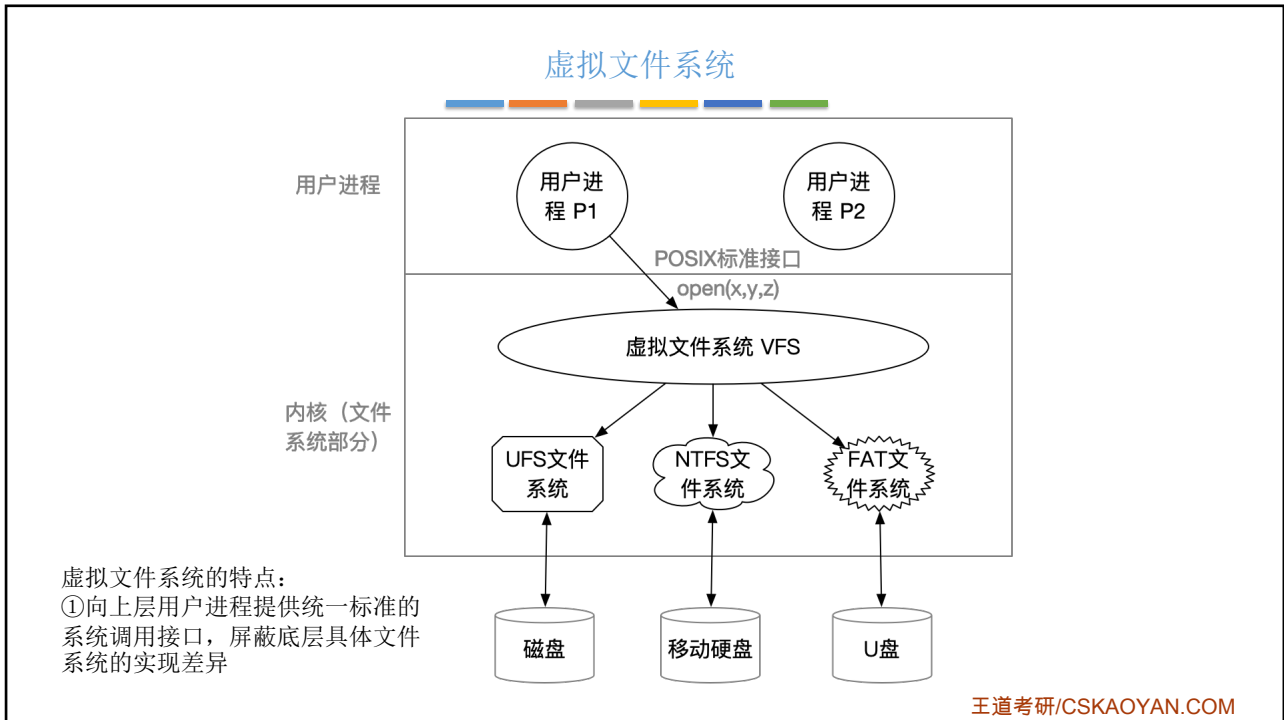 虚拟文件系统
用户进程
用户进
程 P1
用户进
程 P2
POSIX标准接口
open(x,y,z)
虚拟文件系统 VFS
内核（文件
系统部分）
UFS文件
系统
NTFS文
件系统
FAT文
件系统
虚拟文件系统的特点：
①向上层用户进程提供统一标准的
系统调用接口，屏蔽底层具体文件
系统的实现差异
磁盘
移动硬盘
U盘
王道考研/CSKAOYAN.COM